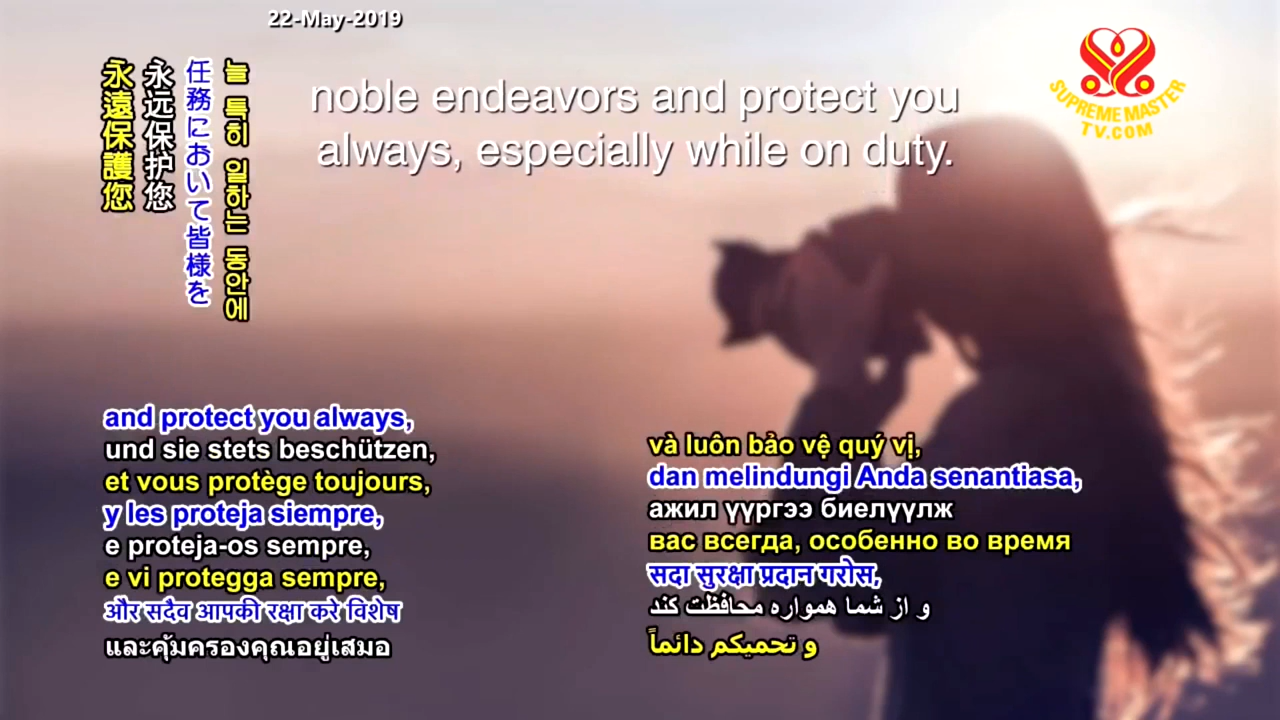 22-May-2019
noble endeavors and protect you
always, especially while on duty.
SUPREME MASTER
TV.COM
永遠保護您
永远保护您
任務において皆様を
늘 특히 일하는 동안에
and protect you always,
und sie stets beschützen,
et vous protège toujours,
y les proteja siempre,
e proteja-os sempre,
e vi protegga sempre,
और सदैव आपकी रक्षा करे विशेष
และคุ้มครองคุณอยู่เสมอ
và luôn bảo vệ quý vị,
dan melindungi Anda senantiasa,
ажил үүргээ биелүүлж
вас всегда, особенно во время
सदा सुरक्षा प्रदान गरोस्,
و از شما همواره محافظت کند
و تحميكم دائماً